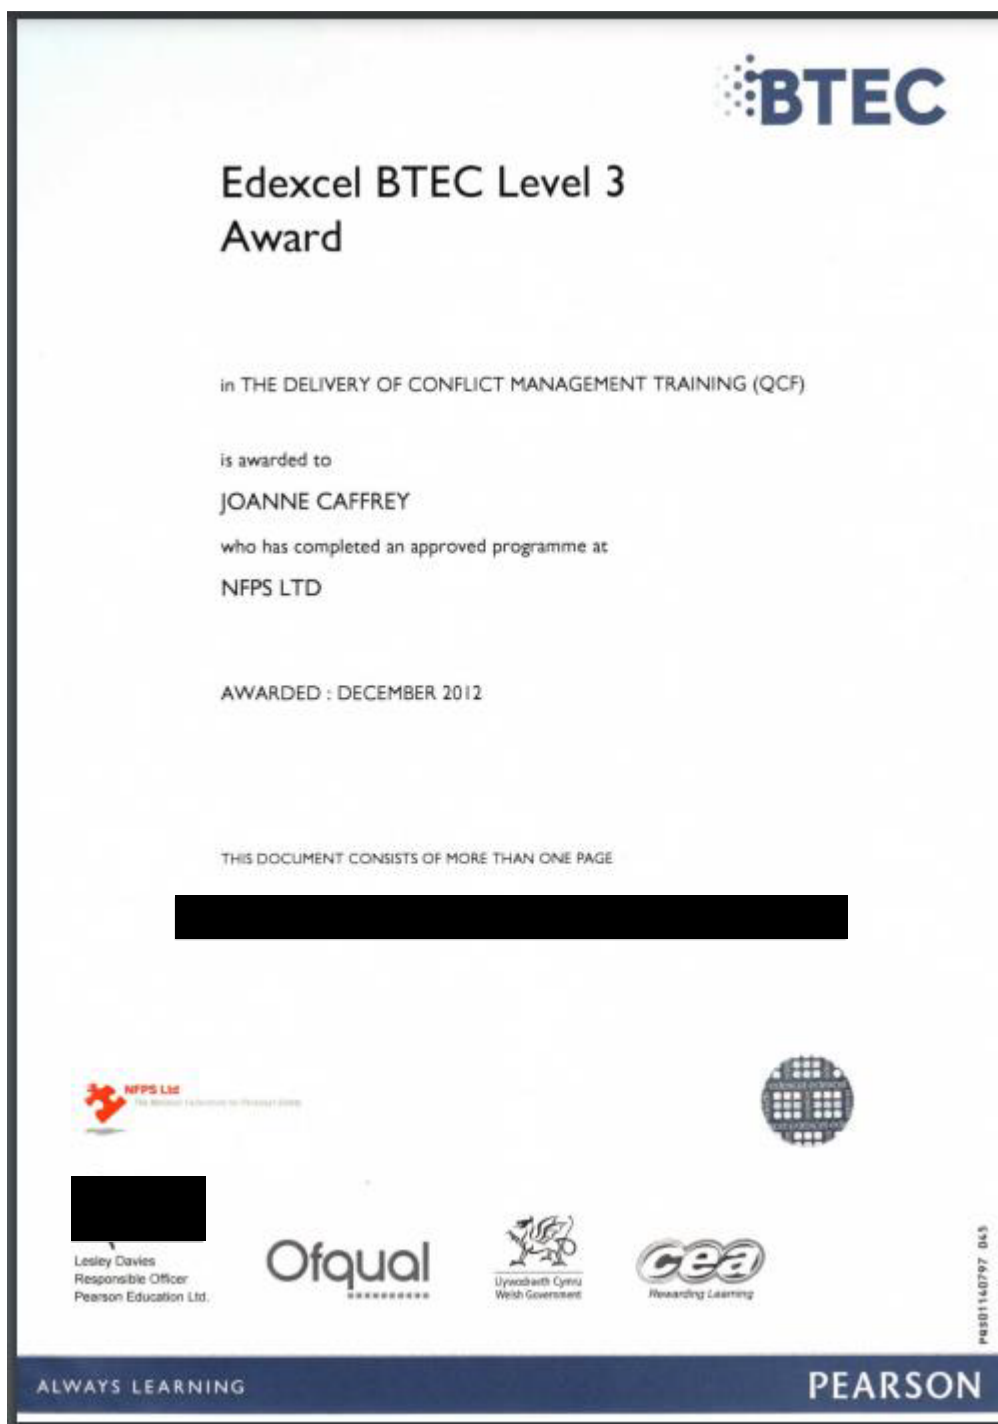 BTEC
Edexcel BTEC Level 3
Award
in THE DELIVERY OF CONFLICT MANAGEMENT TRAINING (QCF)
is awarded to
JOANNE CAFFREY
who has completed an approved programme at
NFPS LTD
AWARDED : DECEMBER 2012
THIS DOCUMENT CONSISTS OF MORE THAN ONE PAGE
NFPS Ltd
Lesley Davies
Responsible Officer
Pearson Education Ltd.
Ofqual
Llywodraeth Cymru
Welsh Government
cea
Rewarding Learning
ALWAYS LEARNING
PEARSON